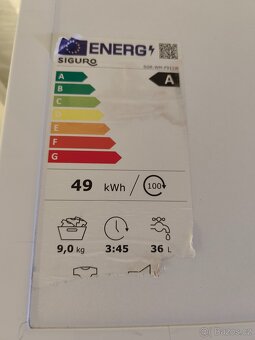 ENERG
SIGURO
A
A
B
C
D
E
F
G
49 kWh / 100
9,0 kg
3:45
36 L